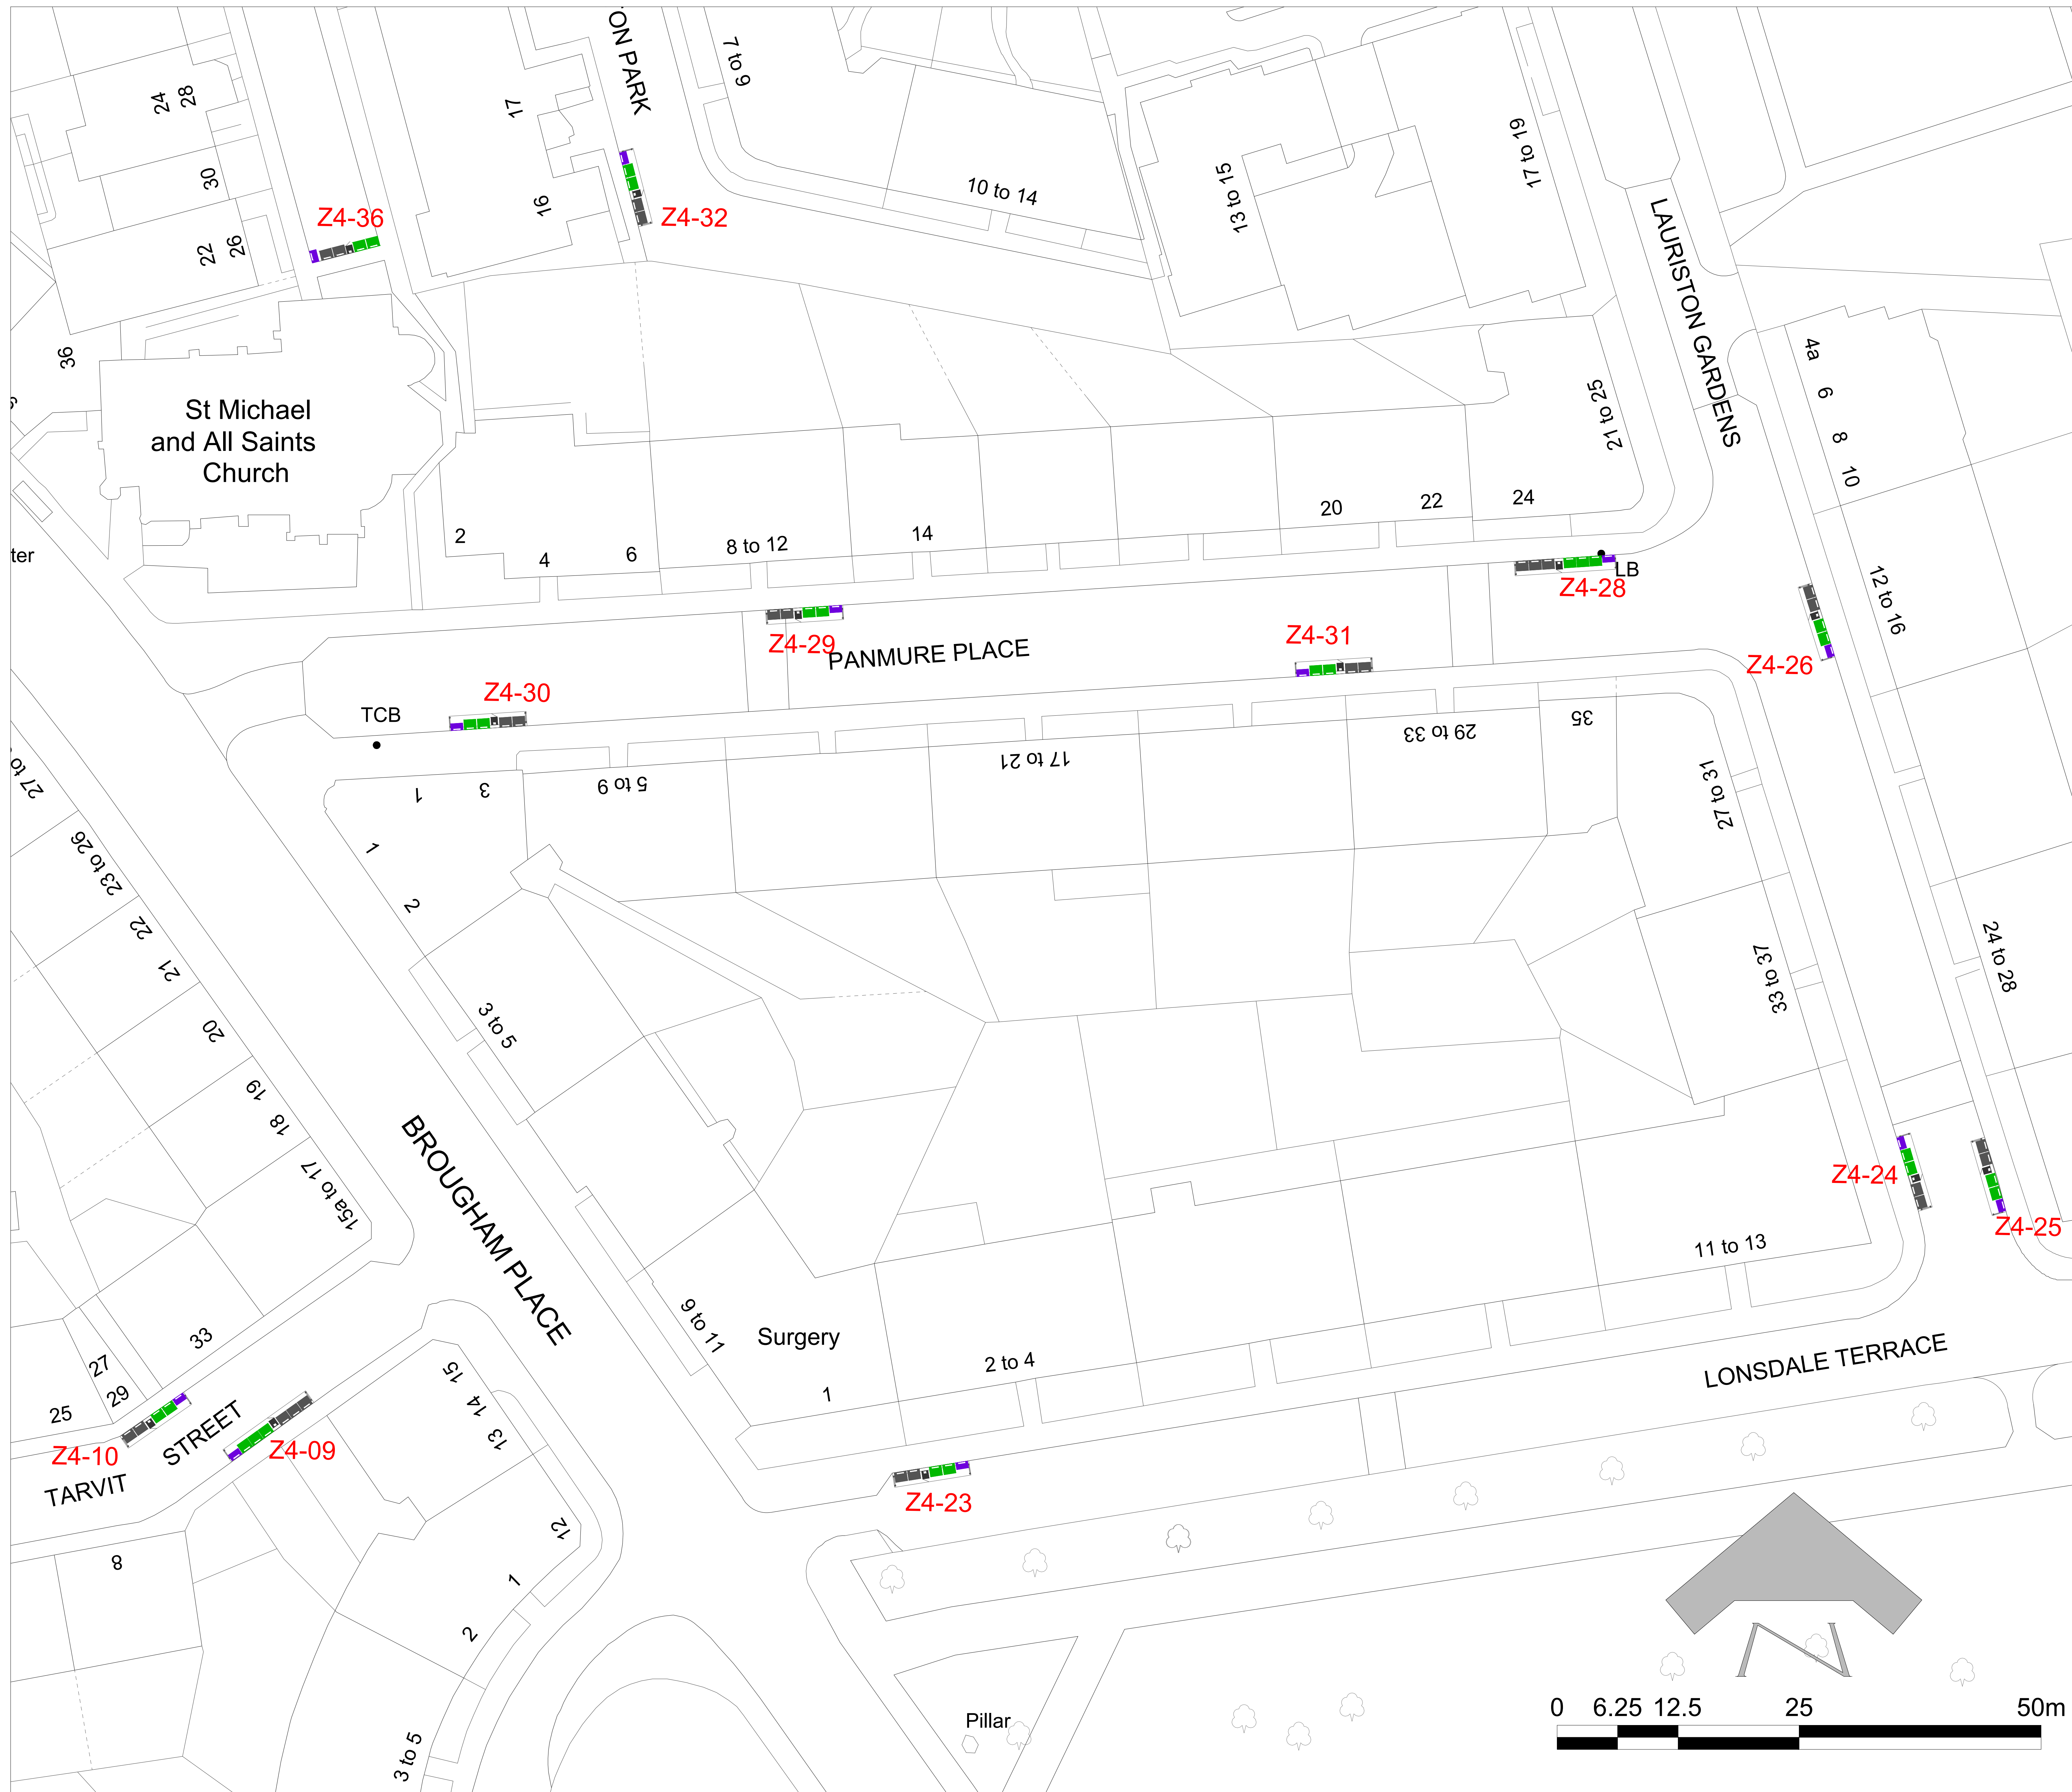 ON PARK
7 to 9
24
28
17
30
16
Z4-36
Z4-32
10 to 14
13 to 15
17 to 19
22
26
LAURISTON GARDENS
36
St Michael
and All Saints
Church
4a
6
8
10
21 to 25
2
4
6
8 to 12
14
20
22
24
ter
LB
Z4-28
12 to 16
Z4-29
PANMURE PLACE
Z4-31
Z4-26
Z4-30
TCB
1
3
5 to 9
17 to 21
29 to 33
35
27 to
27 to 31
23 to 26
1
2
22
21
20
3 to 5
24 to 28
33 to 37
19
18
15a to 17
BROUGHAM PLACE
Z4-24
Z4-25
11 to 13
9 to 11
Surgery
2 to 4
1
LONSDALE TERRACE
33
27
29
25
15
14
13
Z4-10
STREET
Z4-09
TARVIT
Z4-23
12
8
1
2
3 to 5
Pillar
N
0 6.25 12.5 25 50m